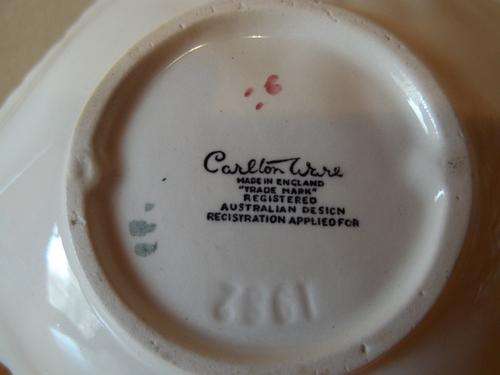 Carlton Ware
MADE IN ENGLAND
"TRADE MARK"
REGISTERED
AUSTRALIAN DESIGN
REGISTRATION APPLIED FOR